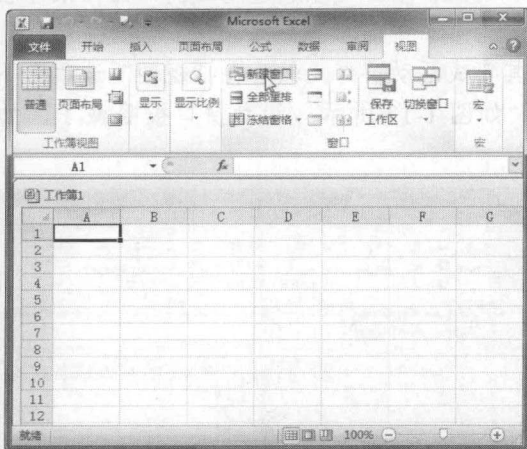 Microsoft Excel
文件 开始 插入 页面布局 公式 数据 审阅 视图
普通 页面布局 显示 显示比例 新建窗口 全部重排 冻结窗格 保存工作区 切换窗口 宏
工作簿视图 窗口 宏
A1 fx
工作簿1
A B C D E F G
1
2
3
4
5
6
7
8
9
10
11
12
就绪 100%